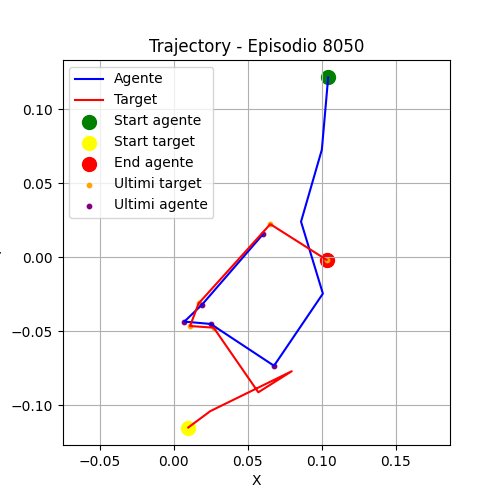 Trajectory - Episodio 8050
Agente
Target
Start agente
Start target
End agente
Ultimi target
Ultimi agente
0.10
0.05
0.00
−0.05
−0.10
−0.05
0.00
0.05
0.10
0.15
X